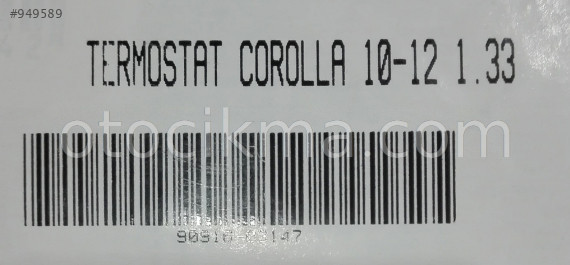 #949589
TERMOSTAT COROLLA 10-12 1.33
otocikma.com